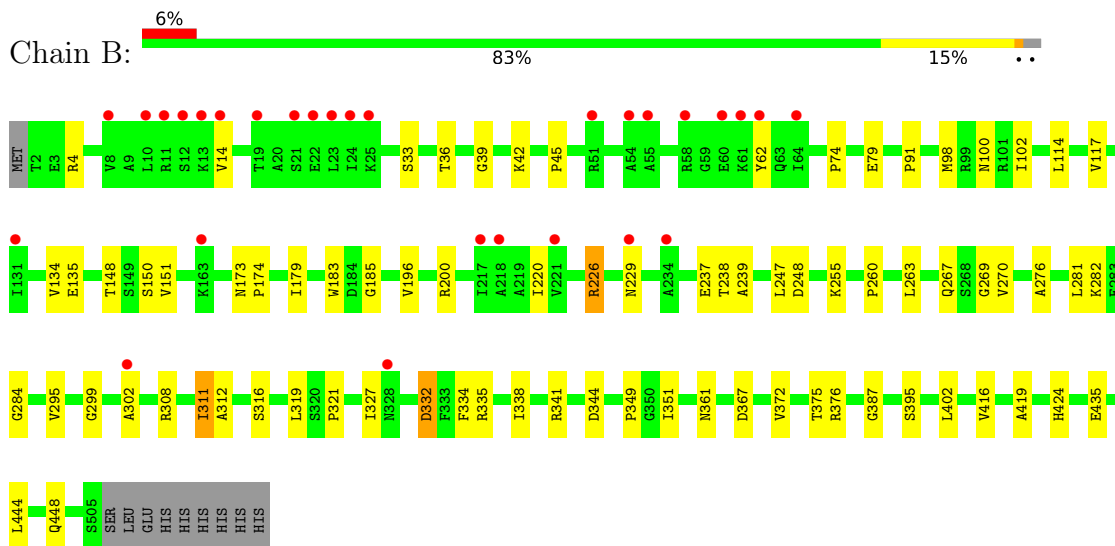 6%
Chain B:
83% 15% • •
MET T2 E3 R4 V8 A9 L10 R11 S12 K13 V14 T19 A20 S21 E22 L23 I24 K25 S33 T36 G39 K42 P45 R51 A54 A55 R58 G59 E60 K61 Y62 Q63 I64 P74 E79 P91 M98 R99 N100 R101 I102 L114 V117
I131 V134 E135 T148 S149 S150 V151 K163 N173 P174 I179 W183 D184 G185 V196 R200 I217 A218 A219 I220 V221 R226 N229 A234 E237 T238 A239 L247 D248 K255 P260 L263 Q267 S268 G269 V270 A276 L281 K282 E283
G284 V295 G299 A302 R308 I311 A312 S316 L319 S320 P321 I327 N328 D332 F333 F334 R335 I338 R341 D344 P349 G350 I351 N361 D367 V372 T375 R376 G387 S395 L402 V416 A419 H424 E435
L444 Q448 S505 SER LEU GLU HIS HIS HIS HIS HIS HIS